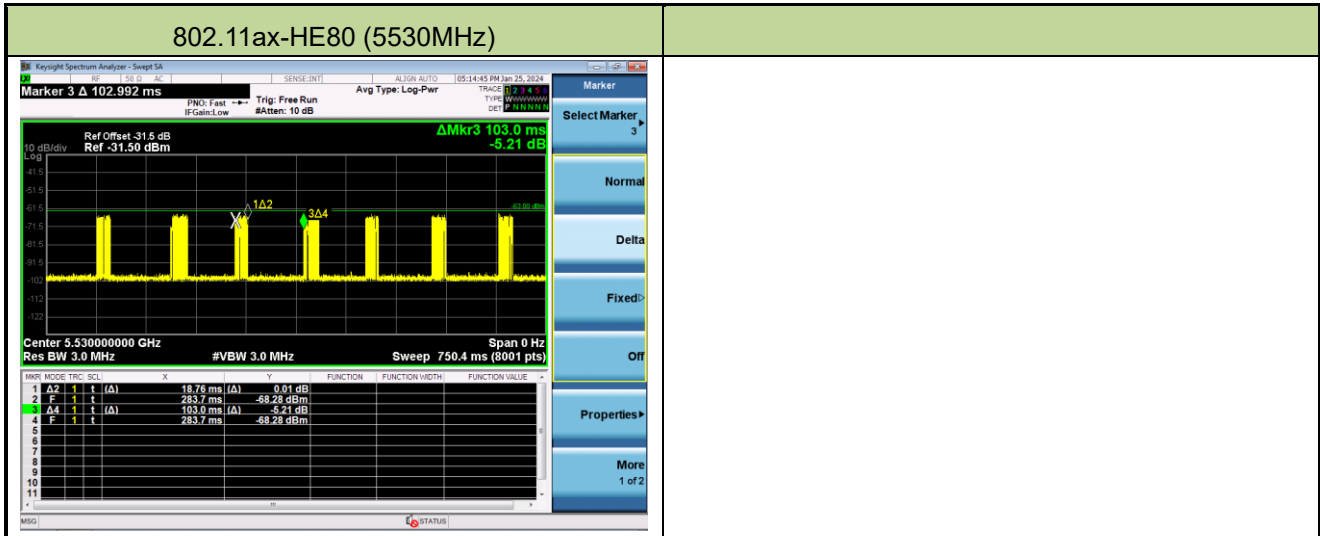 802.11ax-HE80 (5530MHz)
Keysight Spectrum Analyzer - Swept SA
RF 50 Ω AC SENSE:INT ALIGN AUTO 05:14:45 PM Jan 25, 2024
Marker 3 Δ 102.992 ms
PNO: Fast
IFGain:Low
Trig: Free Run
#Atten: 10 dB
Avg Type: Log-Pwr
TRACE 1 2 3 4 5 6
TYPE WWWWWW
DET P N N N N N
Marker
Select Marker
3
Normal
Delta
Fixed
Off
Properties
More
1 of 2
ΔMkr3 103.0 ms
-5.21 dB
Ref Offset -31.5 dB
10 dB/div Ref -31.50 dBm
Log
-41.5
-51.5
-61.5
-71.5
-81.5
-91.5
-102
-112
-122
1Δ2
3Δ4
-63.00 dBm
Center 5.530000000 GHz Span 0 Hz
Res BW 3.0 MHz #VBW 3.0 MHz Sweep 750.4 ms (8001 pts)
MKR MODE TRC SCL X Y FUNCTION FUNCTION WIDTH FUNCTION VALUE
1 Δ2 1 t (Δ) 18.76 ms (Δ) 0.01 dB
2 F 1 t 283.7 ms -68.28 dBm
3 Δ4 1 t (Δ) 103.0 ms (Δ) -5.21 dB
4 F 1 t 283.7 ms -68.28 dBm
5
6
7
8
9
10
11
MSG STATUS